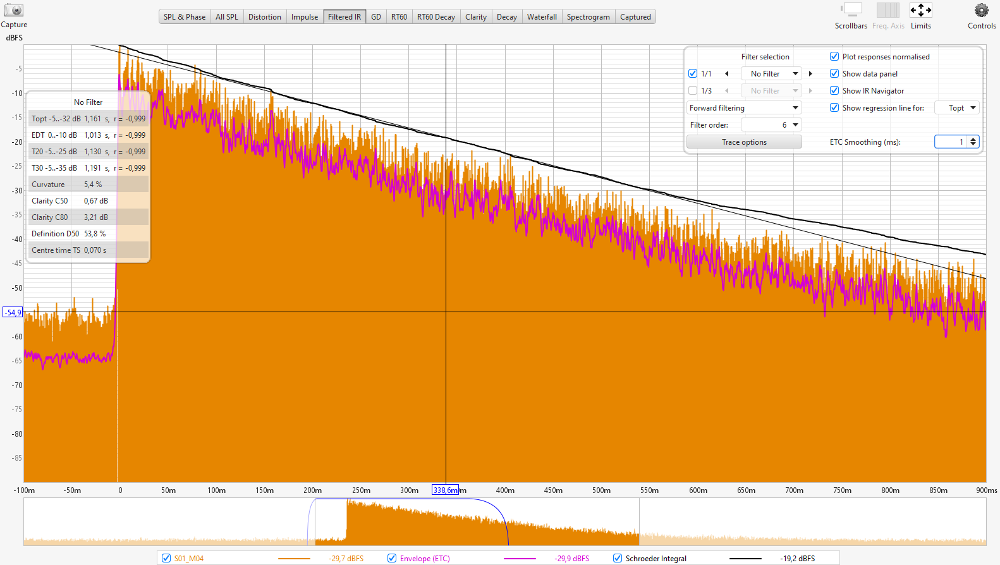 Capture
SPL & Phase All SPL Distortion Impulse Filtered IR GD RT60 RT60 Decay Clarity Decay Waterfall Spectrogram Captured
Scrollbars Freq. Axis Limits Controls
dBFS
-5
-10
-15
-20
-25
-30
-35
-40
-45
-50
-54,9
-60
-65
-70
-75
-80
-85
No Filter
Topt -5..-32 dB 1,161 s, r = -0,999
EDT 0..-10 dB 1,013 s, r = -0,999
T20 -5..-25 dB 1,130 s, r = -0,999
T30 -5..-35 dB 1,191 s, r = -0,999
Curvature 5,4 %
Clarity C50 0,67 dB
Clarity C80 3,21 dB
Definition D50 53,8 %
Centre time TS 0,070 s
Filter selection
1/1 No Filter
1/3 No Filter
Forward filtering
Filter order: 6
Trace options
Plot responses normalised
Show data panel
Show IR Navigator
Show regression line for: Topt
ETC Smoothing (ms): 1
-100m -50m 0 50m 100m 150m 200m 250m 300m 338,6m 400m 450m 500m 550m 600m 650m 700m 750m 800m 850m 900ms
S01_M04 -29,7 dBFS Envelope (ETC) -29,9 dBFS Schroeder Integral -19,2 dBFS